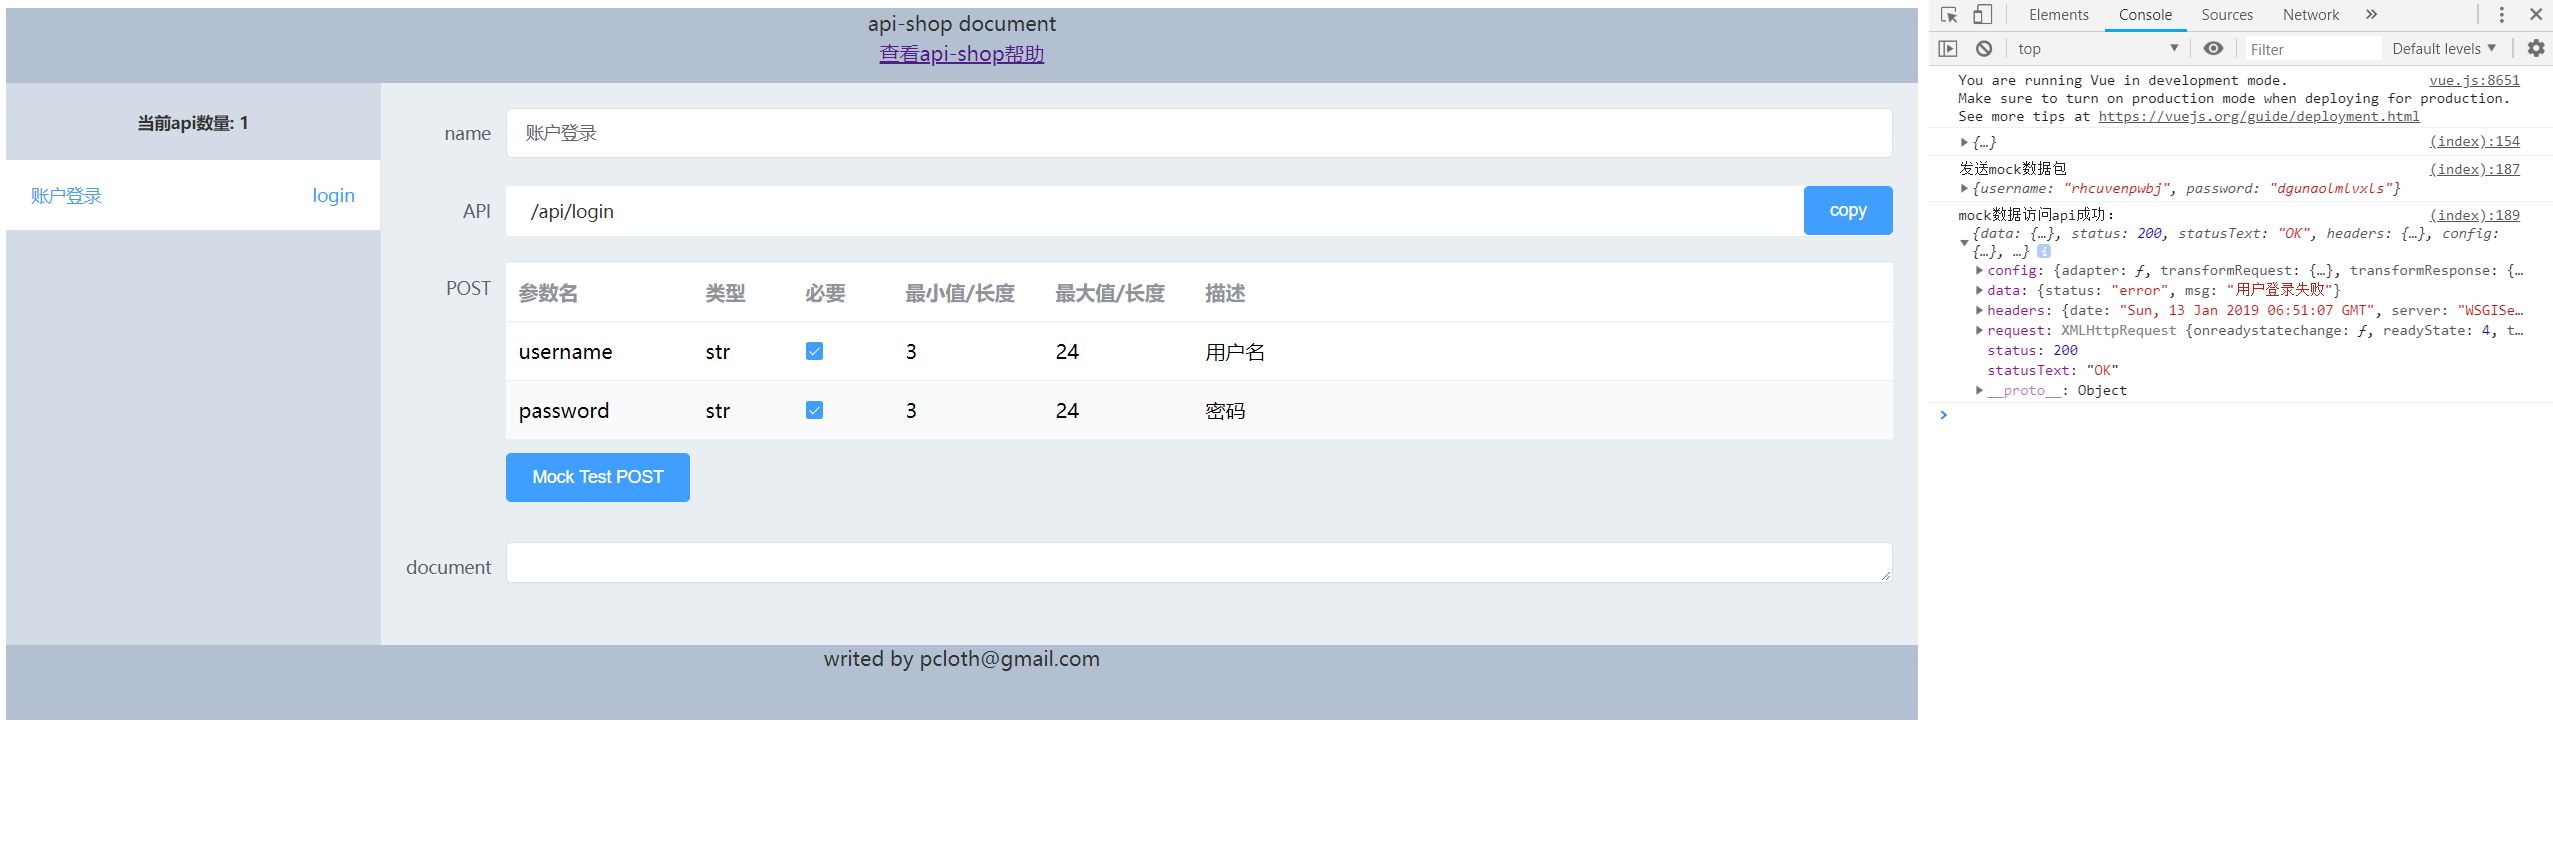 api-shop document
查看api-shop帮助
当前api数量: 1
账户登录 login
name 账户登录
API /api/login copy
POST 参数名 类型 必要 最小值/长度 最大值/长度 描述
username str 3 24 用户名
password str 3 24 密码
Mock Test POST
document
writed by pcloth@gmail.com
Elements Console Sources Network »
top Filter Default levels
You are running Vue in development mode. vue.js:8651
Make sure to turn on production mode when deploying for production.
See more tips at https://vuejs.org/guide/deployment.html
{…} (index):154
发送mock数据包 (index):187
{username: "rhcuvenpwbj", password: "dgunaolmlvxls"}
mock数据访问api成功: (index):189
{data: {…}, status: 200, statusText: "OK", headers: {…}, config:
{…}, …} i
config: {adapter: ƒ, transformRequest: {…}, transformResponse: {…
data: {status: "error", msg: "用户登录失败"}
headers: {date: "Sun, 13 Jan 2019 06:51:07 GMT", server: "WSGISe…
request: XMLHttpRequest {onreadystatechange: ƒ, readyState: 4, t…
status: 200
statusText: "OK"
__proto__: Object